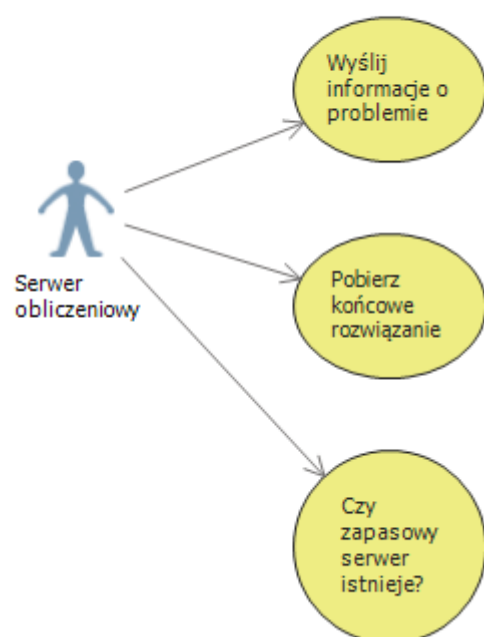 Wyślij
informacje o
problemie
Serwer
obliczeniowy
Pobierz
końcowe
rozwiązanie
Czy
zapasowy
serwer
istnieje?